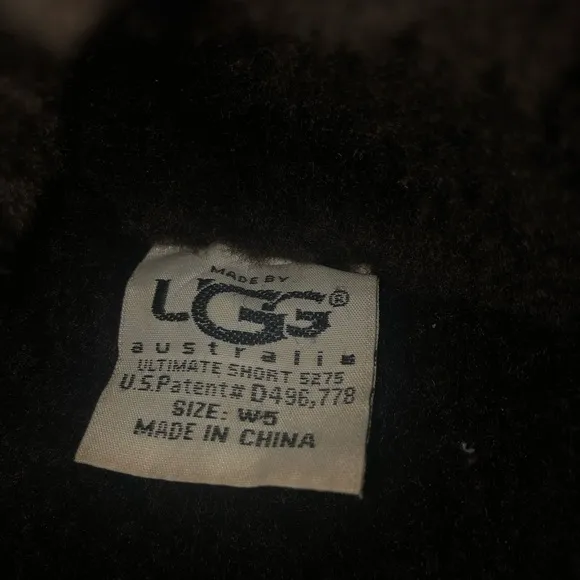 MADE BY
UGG®
australia
ULTIMATE SHORT 5275
U.S.Patent# D496,778
SIZE: W5
MADE IN CHINA